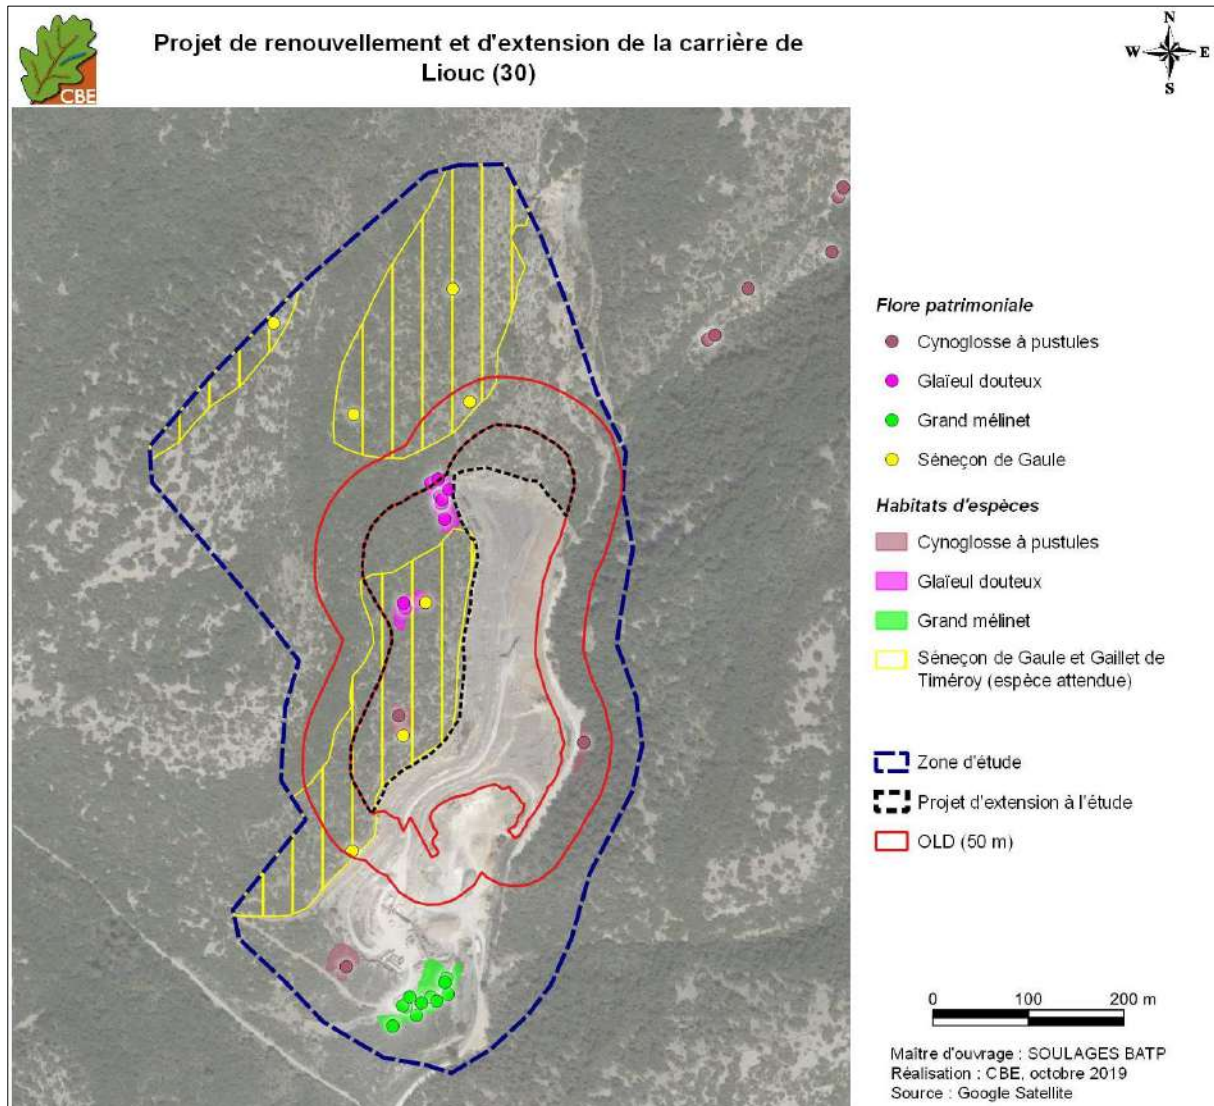 Projet de renouvellement et d'extension de la carrière de
Liouc (30)
CBE
N
W E
S
Flore patrimoniale
Cynoglosse à pustules
Glaïeul douteux
Grand mélinet
Séneçon de Gaule
Habitats d'espèces
Cynoglosse à pustules
Glaïeul douteux
Grand mélinet
Séneçon de Gaule et Gaillet de
Timéroy (espèce attendue)
Zone d'étude
Projet d'extension à l'étude
OLD (50 m)
0 100 200 m
Maître d'ouvrage : SOULAGES BATP
Réalisation : CBE, octobre 2019
Source : Google Satellite